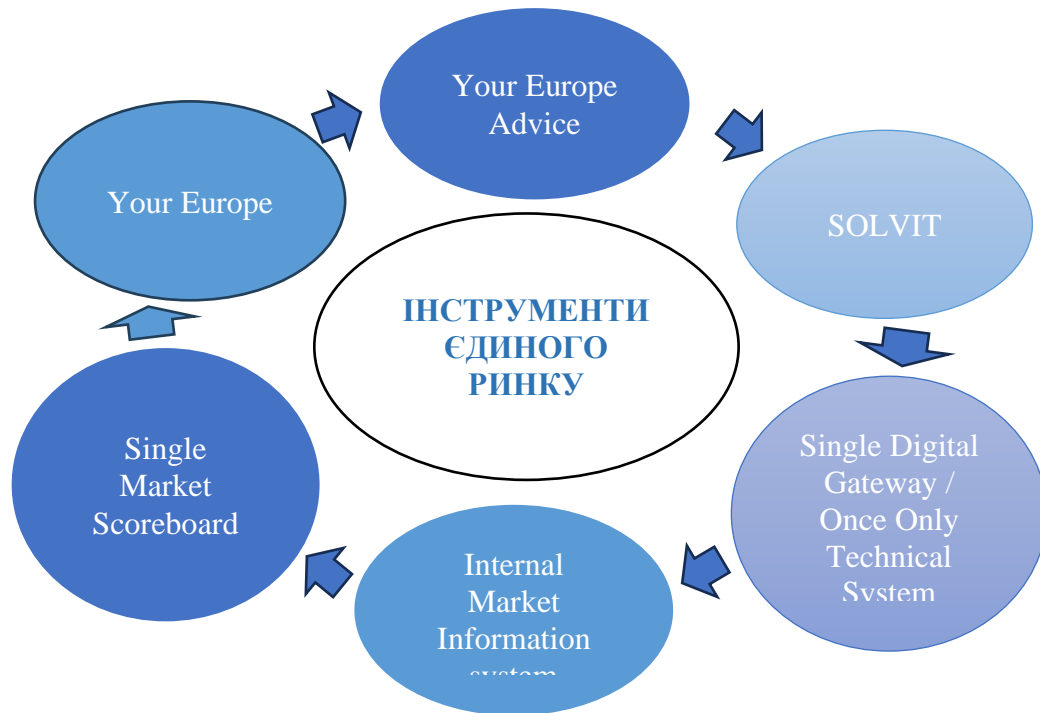 Your Europe
Advice
Your Europe
SOLVIT
ІНСТРУМЕНТИ
ЄДИНОГО
РИНКУ
Single
Market
Scoreboard
Single Digital
Gateway /
Once Only
Technical
System
Internal
Market
Information
system